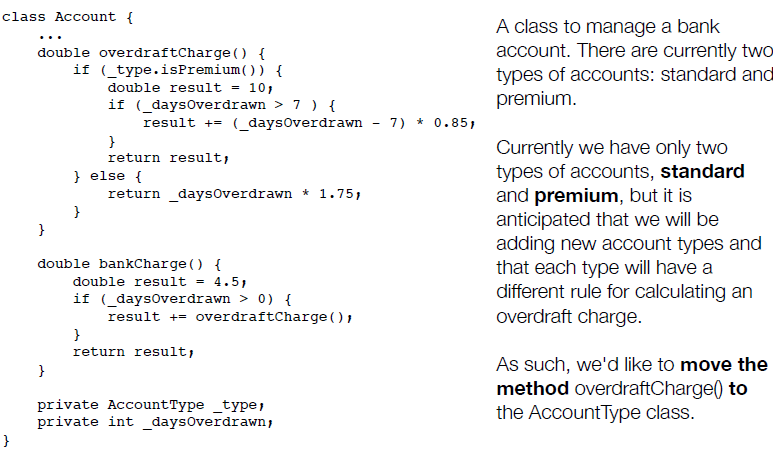 class Account {
    ...
    double overdraftCharge() {
        if (_type.isPremium()) {
            double result = 10;
            if (_daysOverdrawn > 7 ) {
                result += (_daysOverdrawn - 7) * 0.85;
            }
            return result;
        } else {
            return _daysOverdrawn * 1.75;
        }
    }

    double bankCharge() {
        double result = 4.5;
        if (_daysOverdrawn > 0) {
            result += overdraftCharge();
        }
        return result;
    }

    private AccountType _type;
    private int _daysOverdrawn;
}
A class to manage a bank
account. There are currently two
types of accounts: standard and
premium.

Currently we have only two
types of accounts, standard
and premium, but it is
anticipated that we will be
adding new account types and
that each type will have a
different rule for calculating an
overdraft charge.

As such, we'd like to move the
method overdraftCharge() to
the AccountType class.